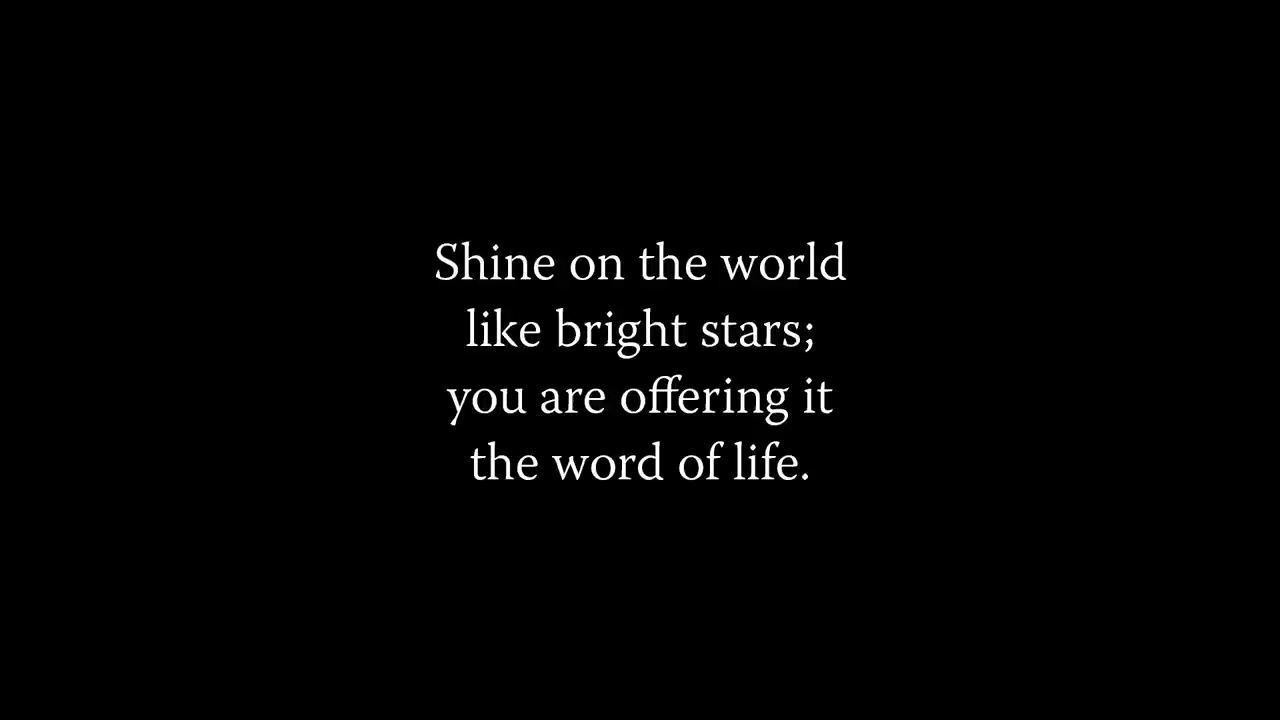 Shine on the world
like bright stars;
you are offering it
the word of life.